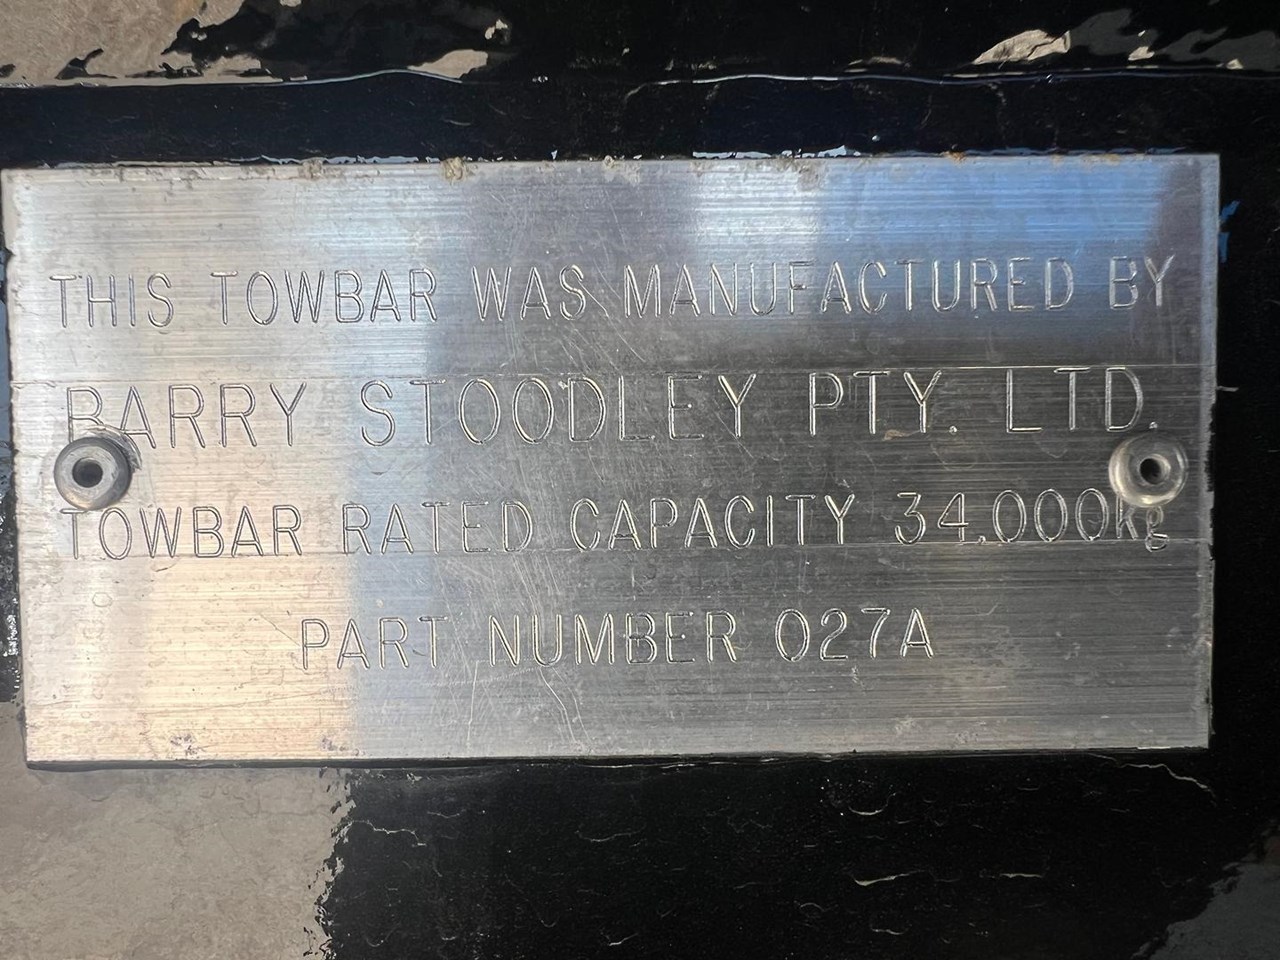 THIS TOWBAR WAS MANUFACTURED BY
BARRY STOODLEY PTY. LTD.
TOWBAR RATED CAPACITY 34.000kg
PART NUMBER 027A